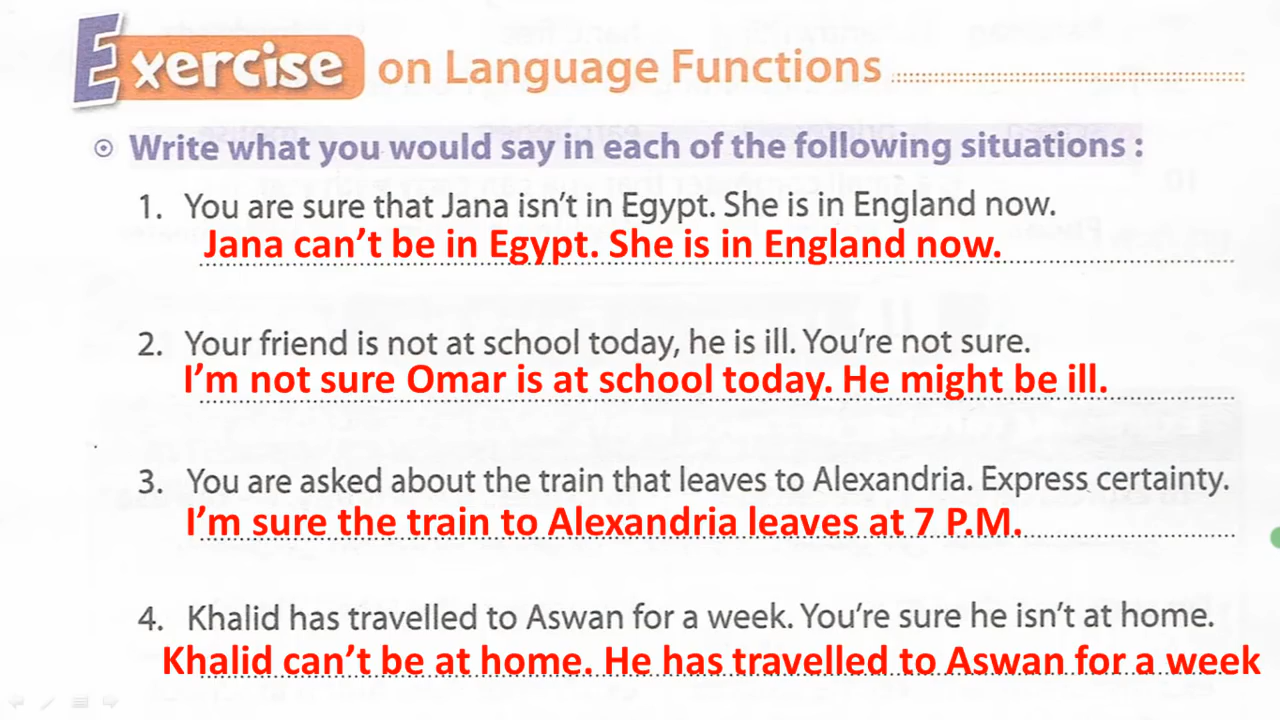 Exercise on Language Functions
Write what you would say in each of the following situations :
1. You are sure that Jana isn't in Egypt. She is in England now.
Jana can't be in Egypt. She is in England now.
2. Your friend is not at school today, he is ill. You're not sure.
I'm not sure Omar is at school today. He might be ill.
3. You are asked about the train that leaves to Alexandria. Express certainty.
I'm sure the train to Alexandria leaves at 7 P.M.
4. Khalid has travelled to Aswan for a week. You're sure he isn't at home.
Khalid can't be at home. He has travelled to Aswan for a week